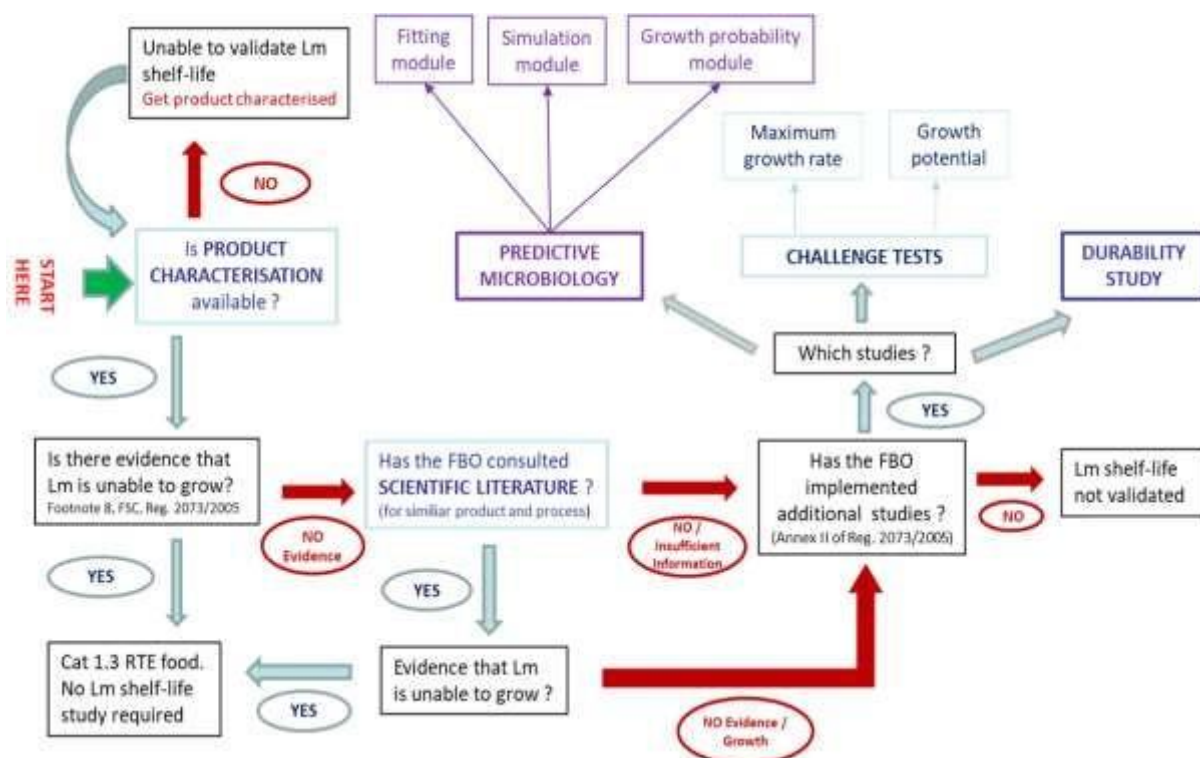 Unable to validate Lm
shelf-life
Get product characterised
Fitting
module
Simulation
module
Growth probability
module
Maximum
growth rate
Growth
potential
NO
START
HERE
Is PRODUCT
CHARACTERISATION
available ?
PREDICTIVE
MICROBIOLOGY
CHALLENGE TESTS
DURABILITY
STUDY
Which studies ?
YES
YES
Is there evidence that
Lm is unable to grow?
Footnote 8, FSC, Reg. 2073/2005
NO
Evidence
Has the FBO consulted
SCIENTIFIC LITERATURE ?
(for similiar product and process)
NO /
Insufficient
Information
Has the FBO
implemented
additional studies ?
(Annex II of Reg. 2073/2005)
NO
Lm shelf-life
not validated
YES
YES
Cat 1.3 RTE food.
No Lm shelf-life
study required
YES
Evidence that Lm
is unable to grow ?
NO Evidence /
Growth